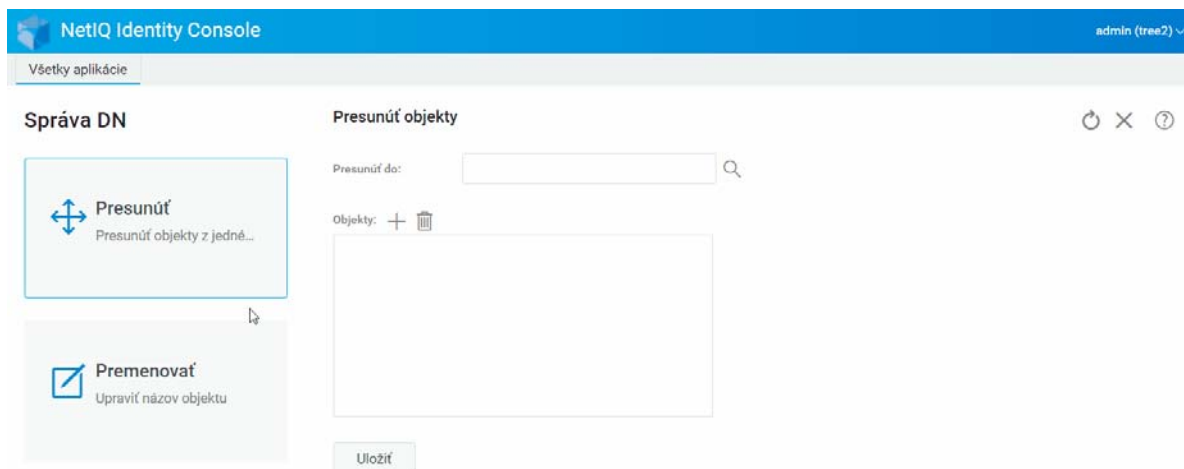 NetIQ Identity Console
admin (tree2)
Všetky aplikácie
Správa DN
Presunúť
Presunúť objekty z jedné...
Premenovať
Upraviť názov objektu
Presunúť objekty
Presunúť do:
Objekty:
Uložiť